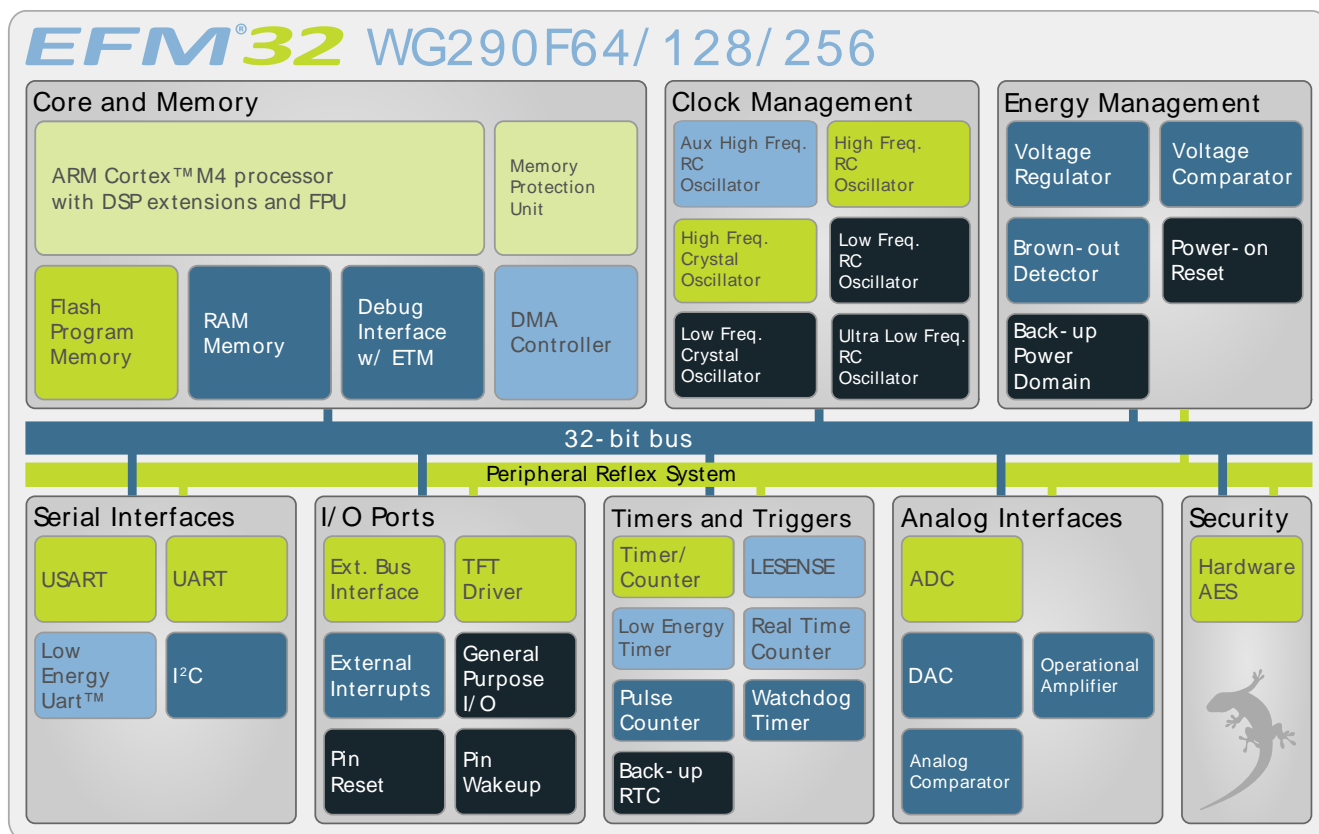 EFM®32 WG290F64/128/256
Core and Memory
ARM Cortex™M4 processor
with DSP extensions and FPU
Memory
Protection
Unit
Flash
Program
Memory
RAM
Memory
Debug
Interface
w/ ETM
DMA
Controller
Clock Management
Aux High Freq.
RC
Oscillator
High Freq.
RC
Oscillator
High Freq.
Crystal
Oscillator
Low Freq.
RC
Oscillator
Low Freq.
Crystal
Oscillator
Ultra Low Freq.
RC
Oscillator
Energy Management
Voltage
Regulator
Voltage
Comparator
Brown-out
Detector
Power-on
Reset
Back-up
Power
Domain
32-bit bus
Peripheral Reflex System
Serial Interfaces
USART
UART
Low
Energy
Uart™
I²C
I/O Ports
Ext. Bus
Interface
TFT
Driver
External
Interrupts
General
Purpose
I/O
Pin
Reset
Pin
Wakeup
Timers and Triggers
Timer/
Counter
LESENSE
Low Energy
Timer
Real Time
Counter
Pulse
Counter
Watchdog
Timer
Back-up
RTC
Analog Interfaces
ADC
DAC
Operational
Amplifier
Analog
Comparator
Security
Hardware
AES